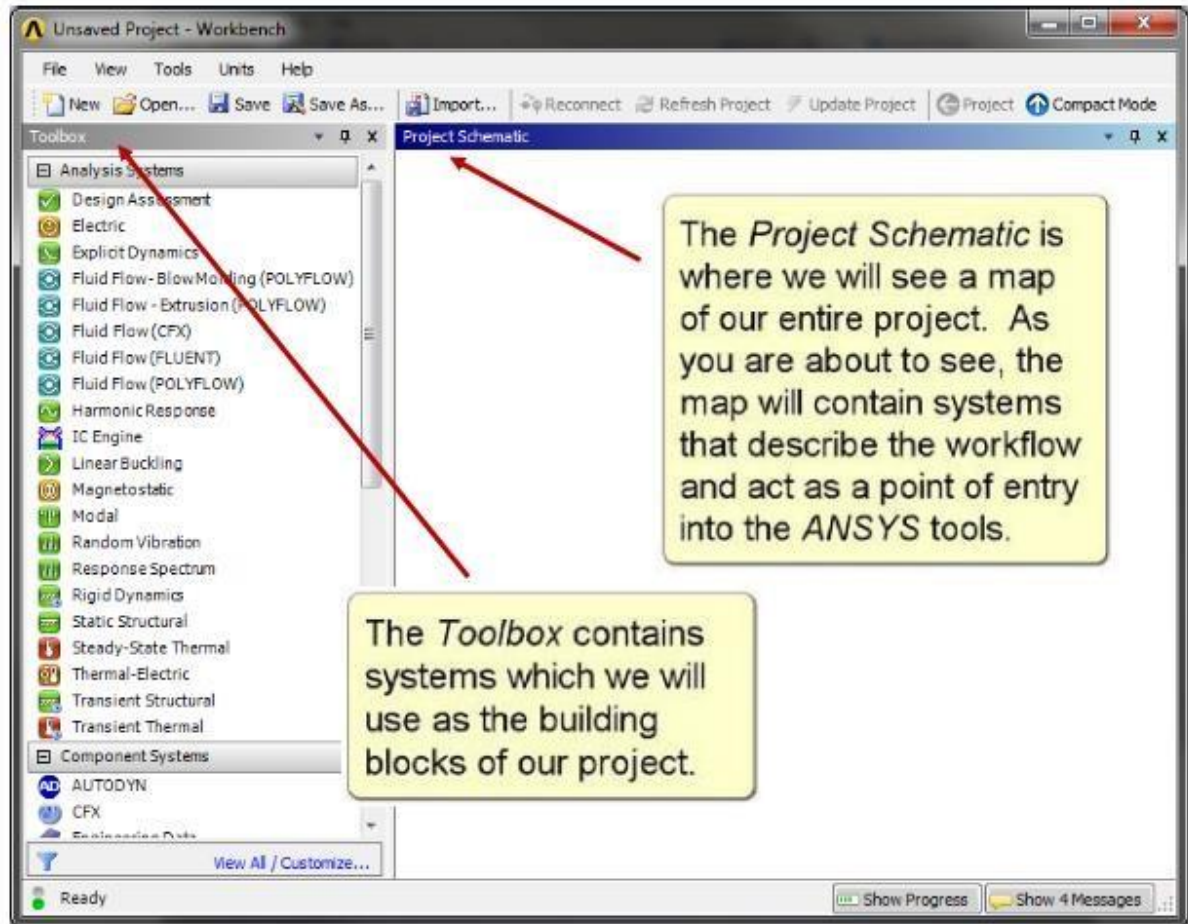 Unsaved Project - Workbench
File View Tools Units Help
New Open... Save Save As... Import... Reconnect Refresh Project Update Project Project Compact Mode
Toolbox
Project Schematic
Analysis Systems
Design Assessment
Electric
Explicit Dynamics
Fluid Flow- BlowMolding (POLYFLOW)
Fluid Flow - Extrusion (POLYFLOW)
Fluid Flow (CFX)
Fluid Flow (FLUENT)
Fluid Flow (POLYFLOW)
Harmonic Response
IC Engine
Linear Buckling
Magnetostatic
Modal
Random Vibration
Response Spectrum
Rigid Dynamics
Static Structural
Steady-State Thermal
Thermal-Electric
Transient Structural
Transient Thermal
Component Systems
AUTODYN
CFX
Engineering Data
View All / Customize...
The Project Schematic is
where we will see a map
of our entire project. As
you are about to see, the
map will contain systems
that describe the workflow
and act as a point of entry
into the ANSYS tools.
The Toolbox contains
systems which we will
use as the building
blocks of our project.
Ready
Show Progress Show 4 Messages